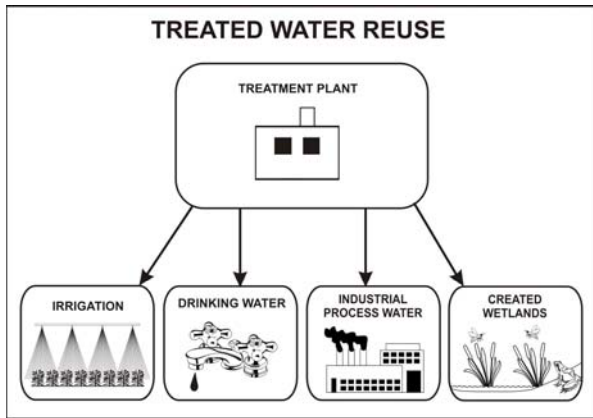 TREATED WATER REUSE
TREATMENT PLANT
IRRIGATION
DRINKING WATER
INDUSTRIAL
PROCESS WATER
CREATED
WETLANDS